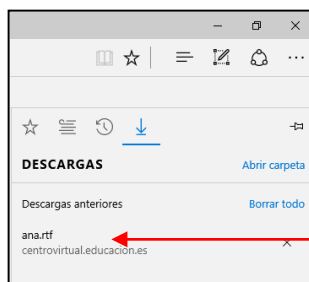 DESCARGAS Abrir carpeta
Descargas anteriores Borrar todo
ana.rtf
centrovirtual.educacion.es